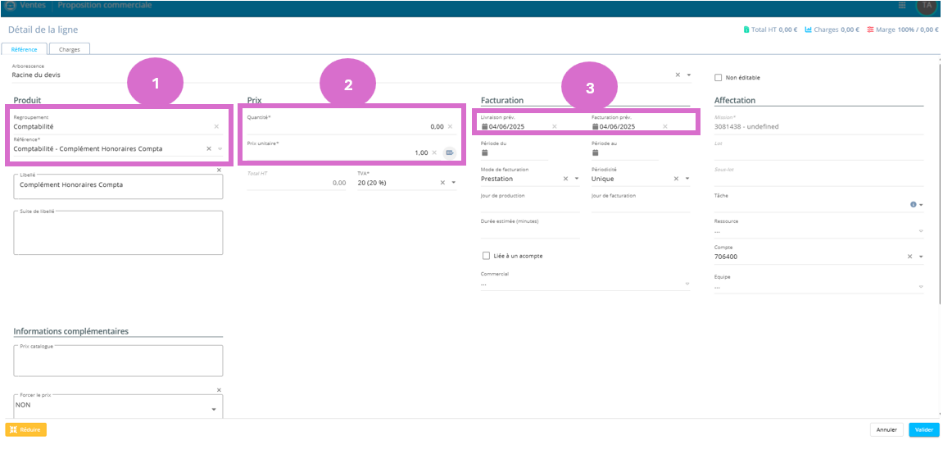 Ventes Proposition commerciale TA
Détail de la ligne
Total HT 0,00 € Charges 0,00 € Marge 100% / 0,00 €
Référence Charges
Arborescence
Racine du devis
Non éditable
1
2
3
Produit
Regroupement
Comptabilité
Référence*
Comptabilité - Complément Honoraires Compta
Libellé
Complément Honoraires Compta
Suite de libellé
Prix
Quantité*
0,00
Prix unitaire*
1,00
Total HT
0.00
TVA*
20 (20 %)
Facturation
Livraison prév.
04/06/2025
Facturation prév.
04/06/2025
Période du
Période au
Mode de facturation
Prestation
Périodicité
Unique
Jour de production
Jour de facturation
Durée estimée (minutes)
Liée à un acompte
Commercial
...
Affectation
3081438 - undefined
Lot
Sous-lot
Tâche
Ressource
...
Compte
706400
Equipe
...
Informations complémentaires
Prix catalogue
Forcer le prix
NON
Réduire
Annuler Valider